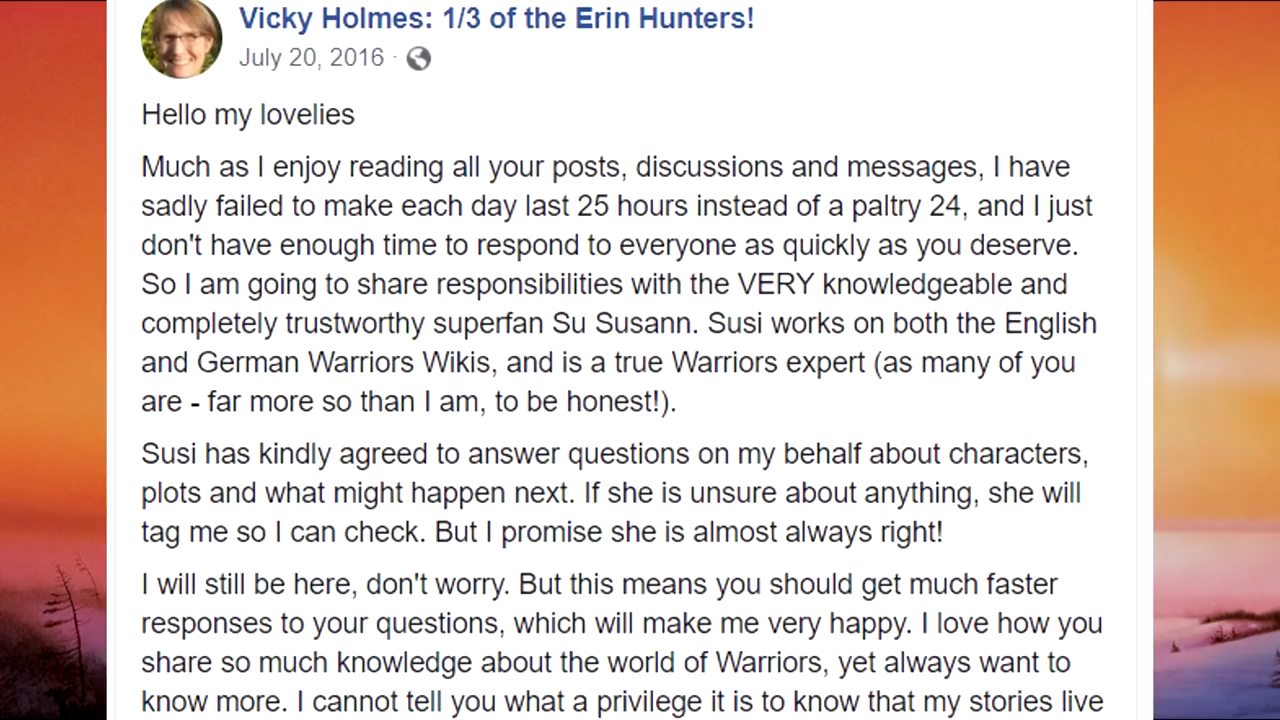 Vicky Holmes: 1/3 of the Erin Hunters!
July 20, 2016 ·
Hello my lovelies
Much as I enjoy reading all your posts, discussions and messages, I have
sadly failed to make each day last 25 hours instead of a paltry 24, and I just
don't have enough time to respond to everyone as quickly as you deserve.
So I am going to share responsibilities with the VERY knowledgeable and
completely trustworthy superfan Su Susann. Susi works on both the English
and German Warriors Wikis, and is a true Warriors expert (as many of you
are - far more so than I am, to be honest!).
Susi has kindly agreed to answer questions on my behalf about characters,
plots and what might happen next. If she is unsure about anything, she will
tag me so I can check. But I promise she is almost always right!
I will still be here, don't worry. But this means you should get much faster
responses to your questions, which will make me very happy. I love how you
share so much knowledge about the world of Warriors, yet always want to
know more. I cannot tell you what a privilege it is to know that my stories live